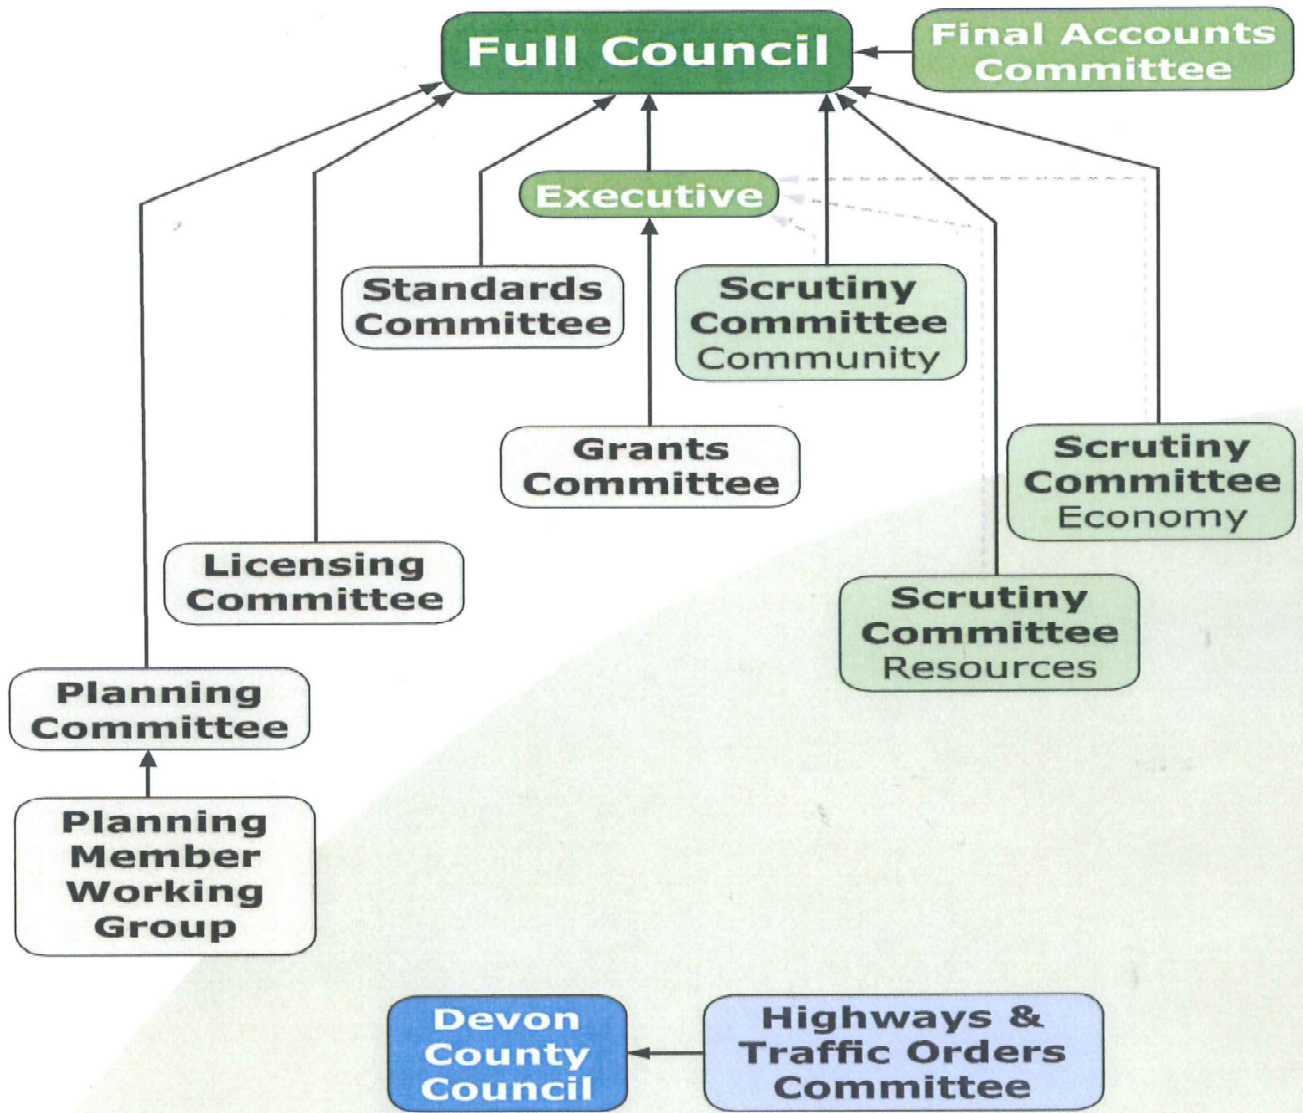 Full Council
Final Accounts
Committee
Executive
Standards
Committee
Scrutiny
Committee
Community
Grants
Committee
Scrutiny
Committee
Economy
Licensing
Committee
Scrutiny
Committee
Resources
Planning
Committee
Planning
Member
Working
Group
Devon
County
Council
Highways &
Traffic Orders
Committee